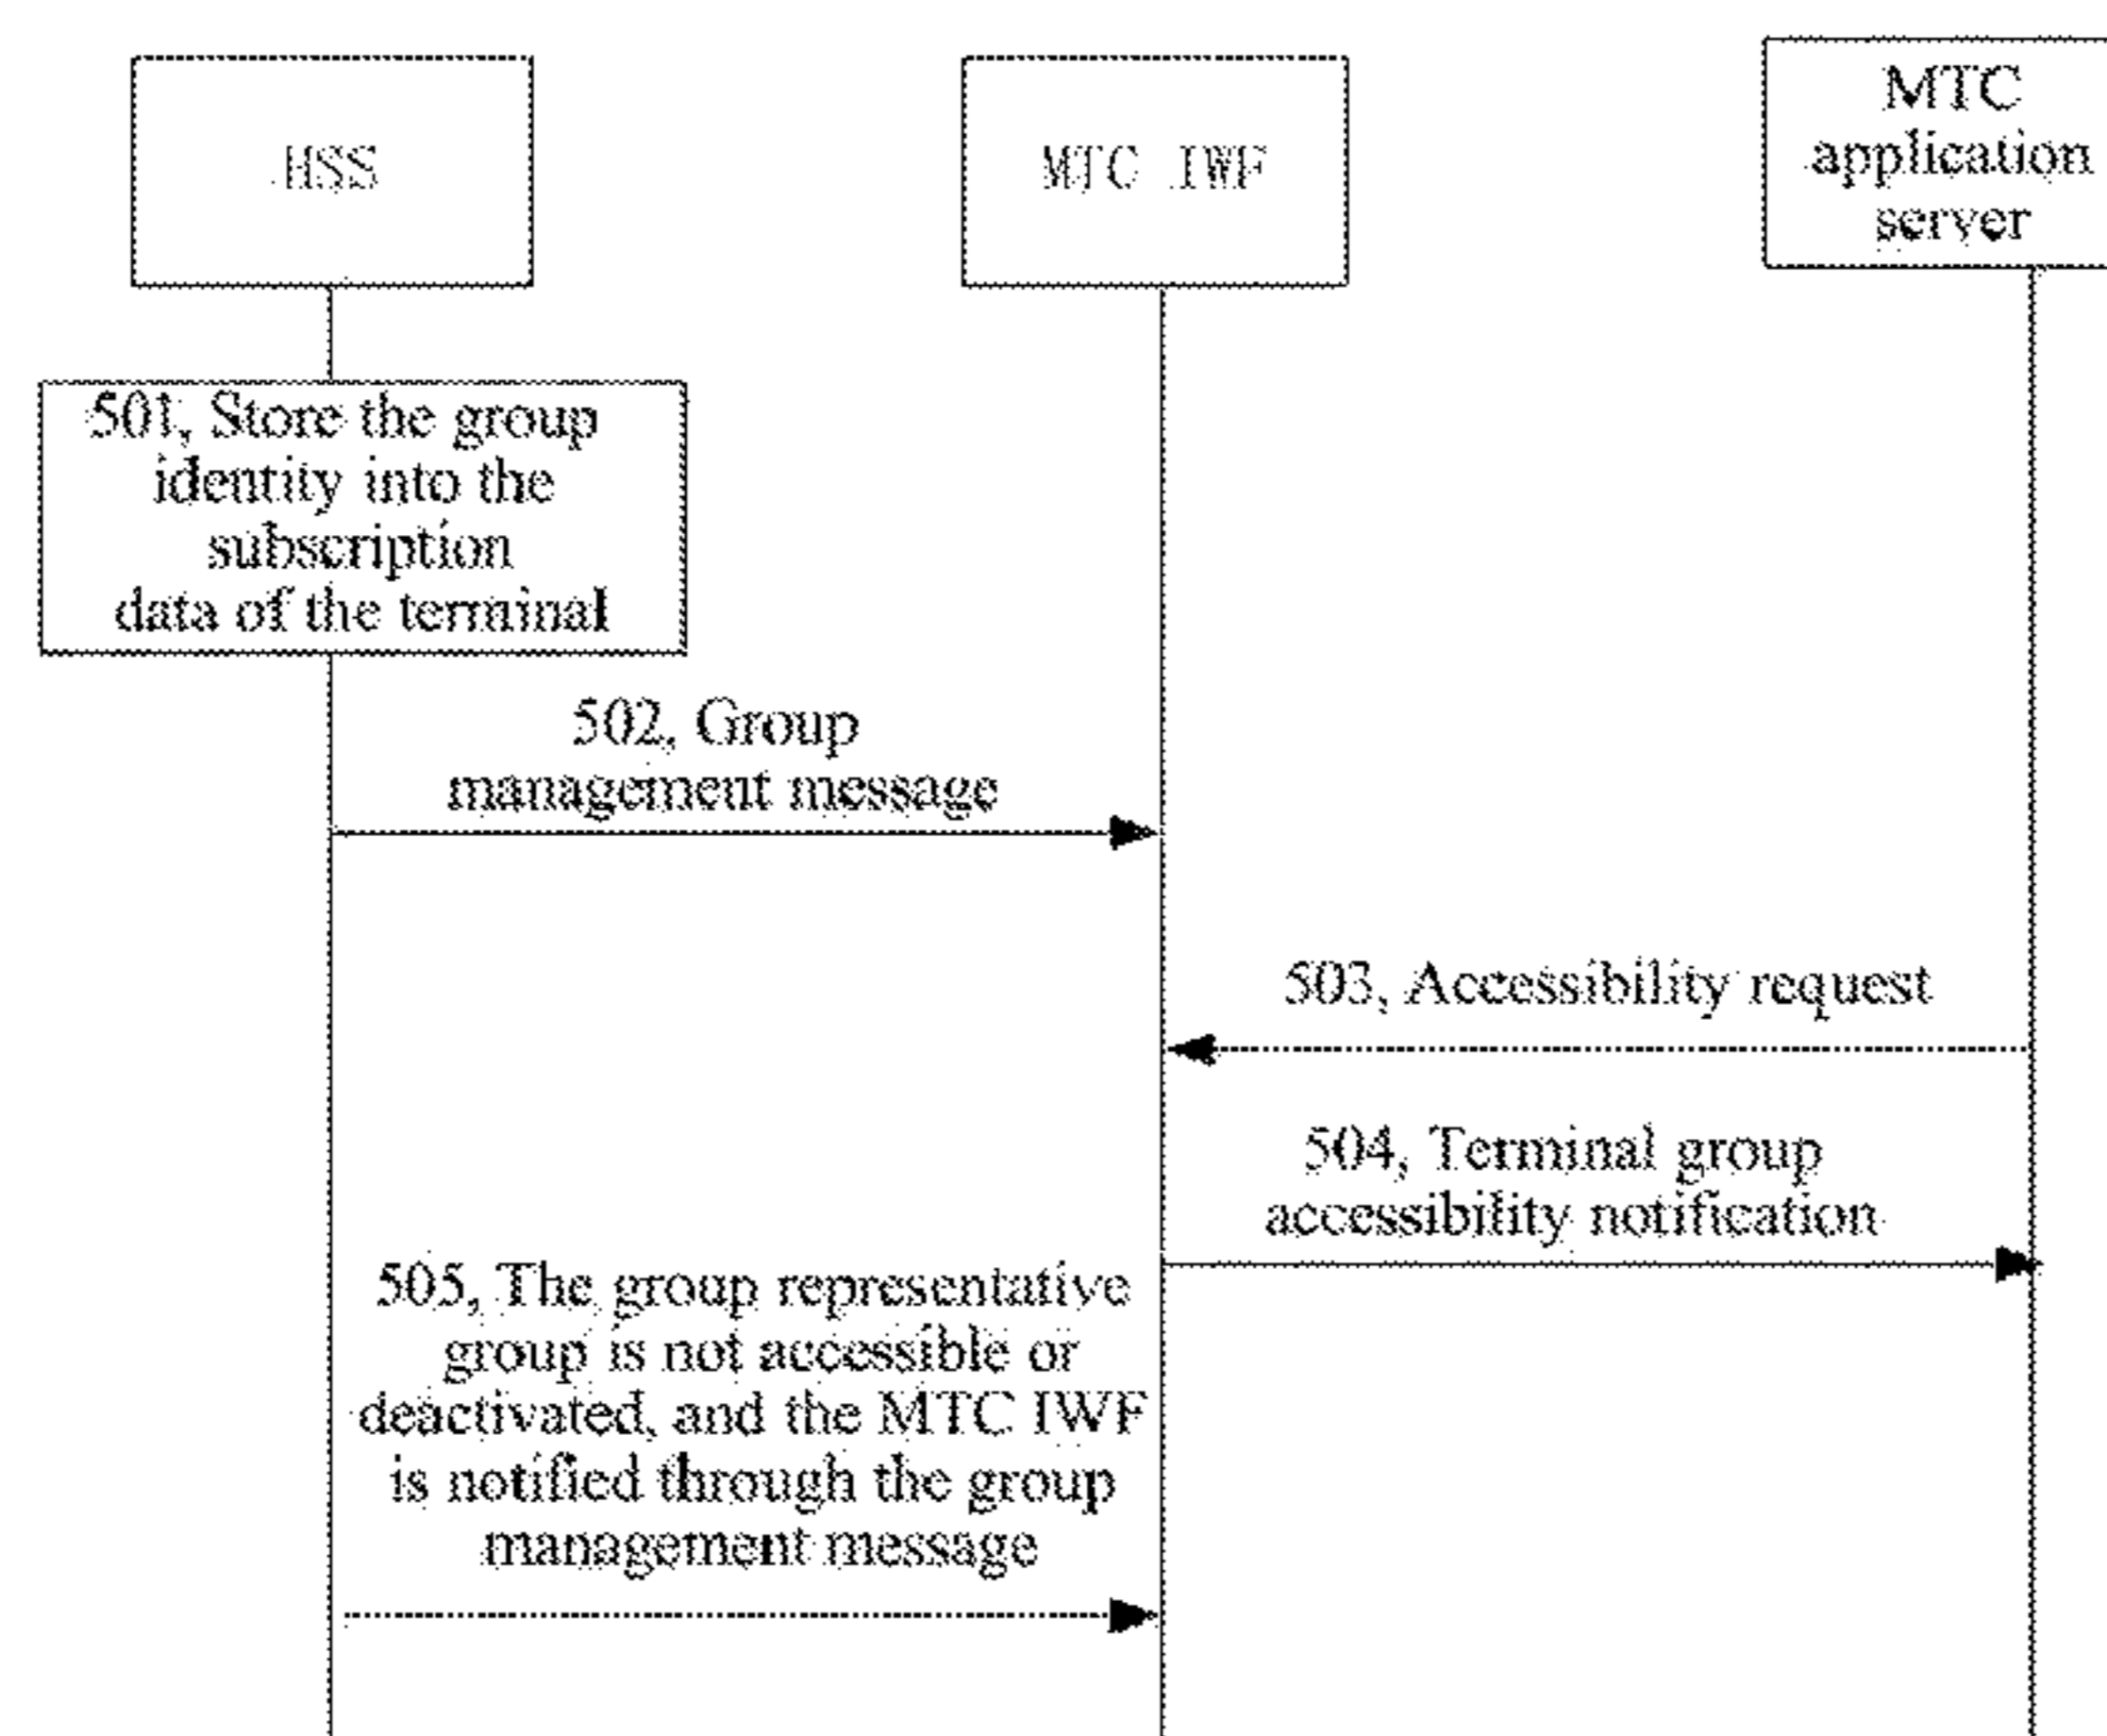 HSS
MTC IWF
MTC
application
server
501, Store the group
identity into the
subscription
data of the terminal
502, Group
management message
503, Accessibility request
504, Terminal group
accessibility notification
505, The group representative
group is not accessible or
deactivated, and the MTC IWF
is notified through the group
management message